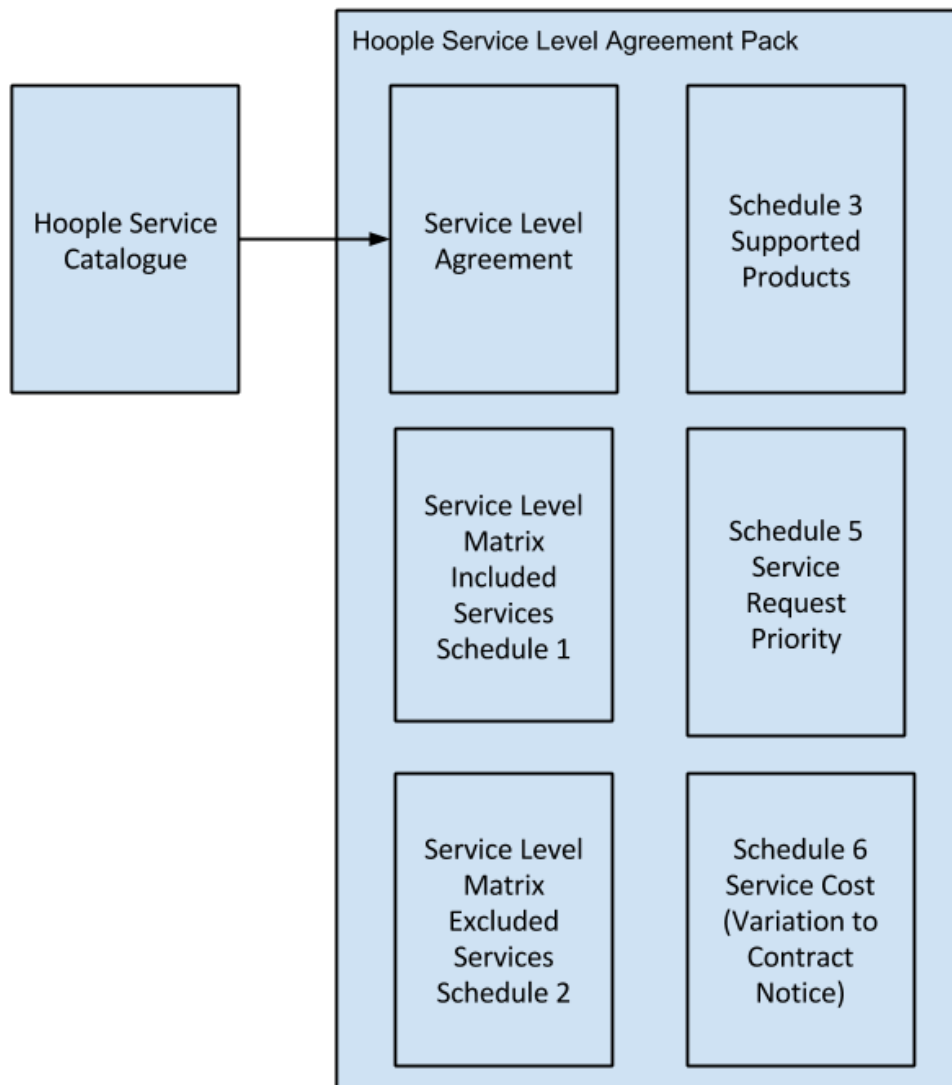 Hoople Service Level Agreement Pack
Hoople Service
Catalogue
Service Level
Agreement
Schedule 3
Supported
Products
Service Level
Matrix
Included
Services
Schedule 1
Schedule 5
Service
Request
Priority
Service Level
Matrix
Excluded
Services
Schedule 2
Schedule 6
Service Cost
(Variation to
Contract
Notice)